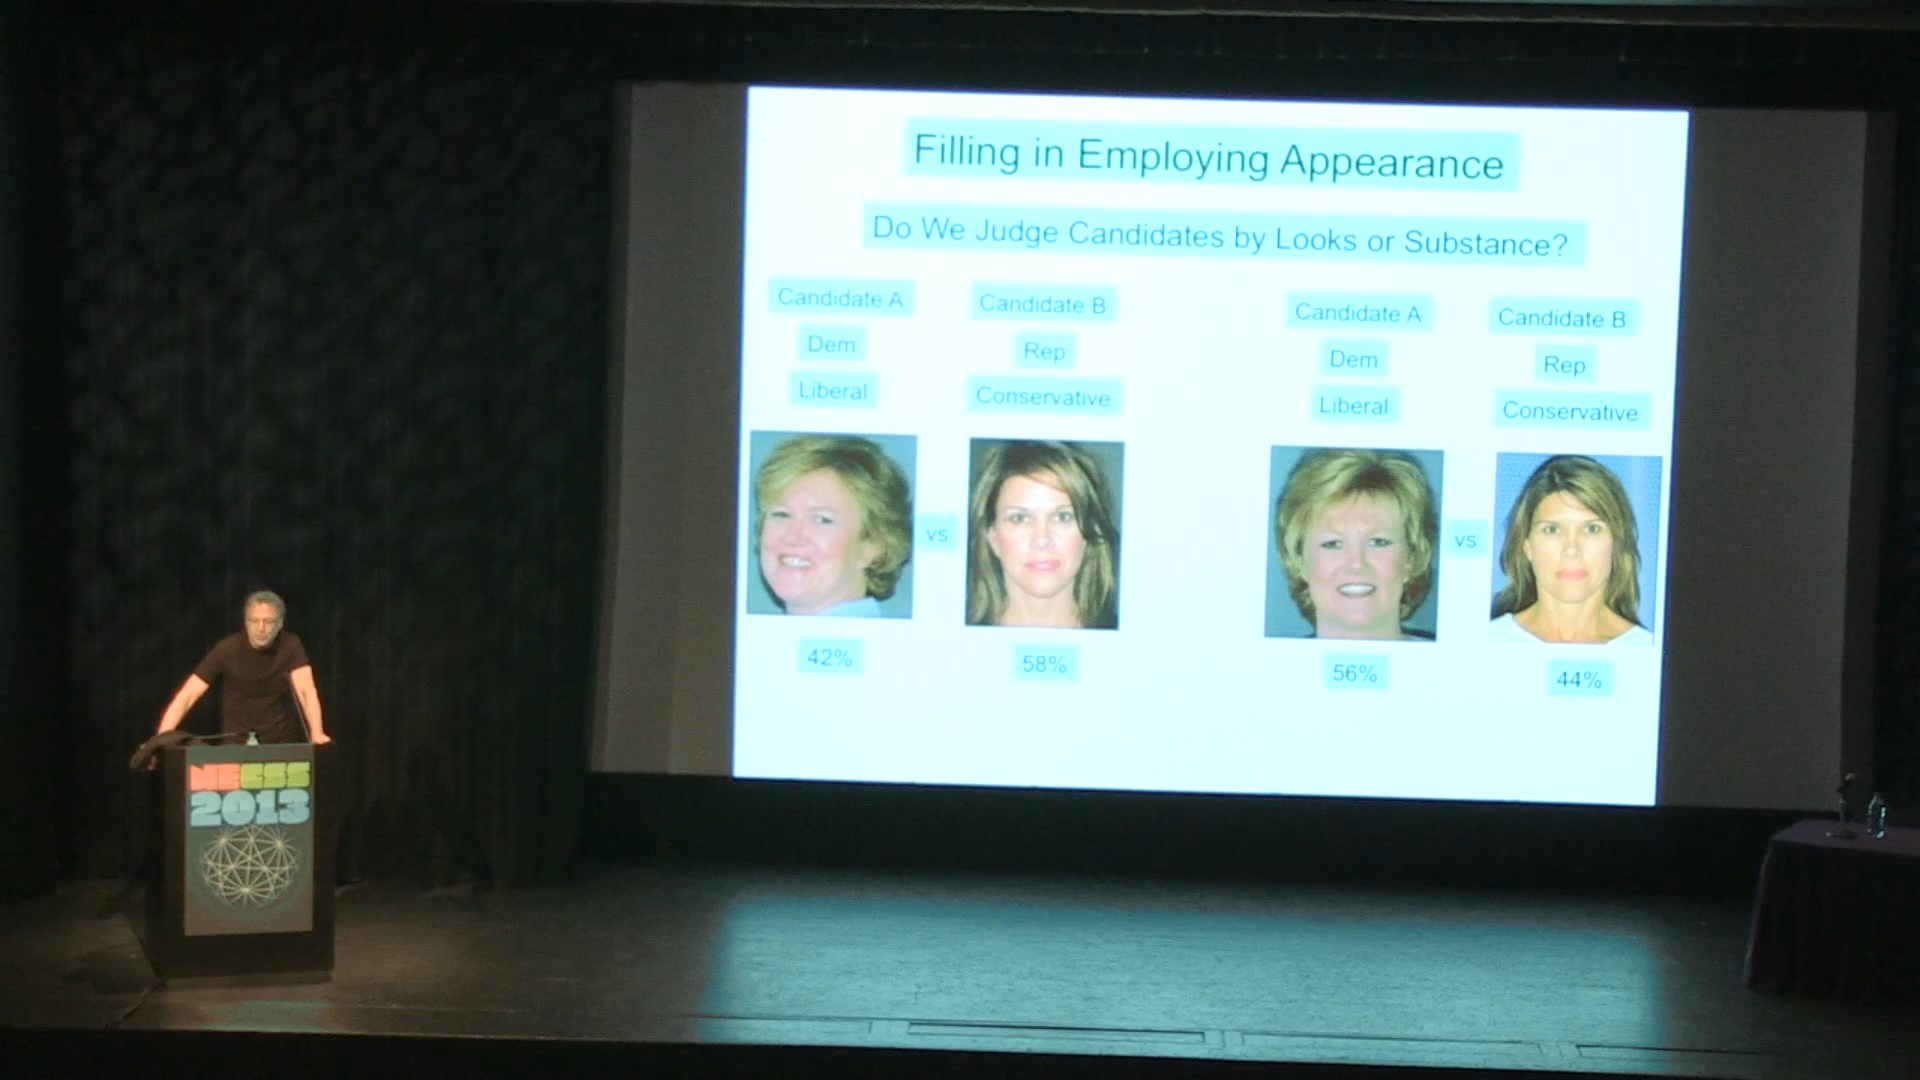 Filling in Employing Appearance
Do We Judge Candidates by Looks or Substance?
Candidate A Candidate B Candidate A Candidate B
Dem Rep Dem Rep
Liberal Conservative Liberal Conservative
vs vs
42% 58% 56% 44%
NECSS
2013